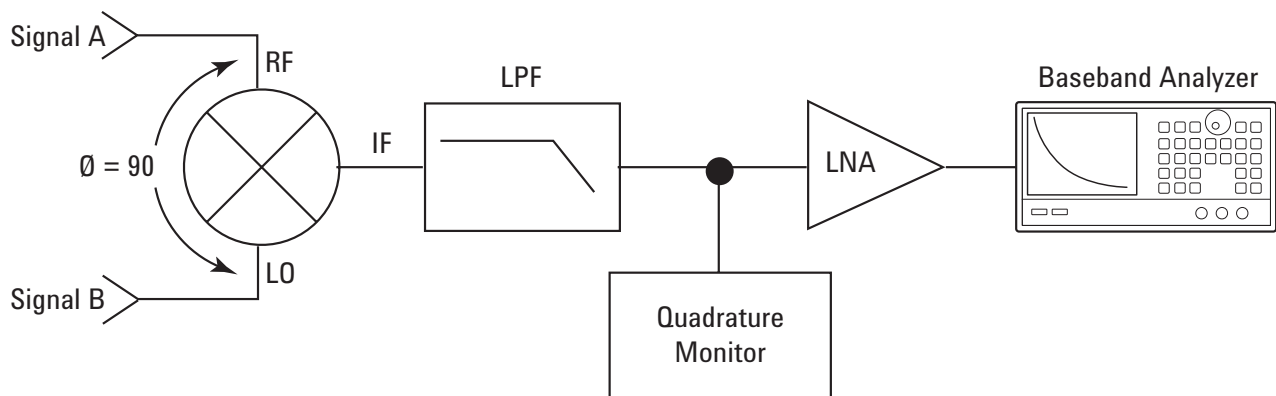 Signal A
RF
LPF
Baseband Analyzer
Ø = 90
IF
LNA
LO
Signal B
Quadrature
Monitor